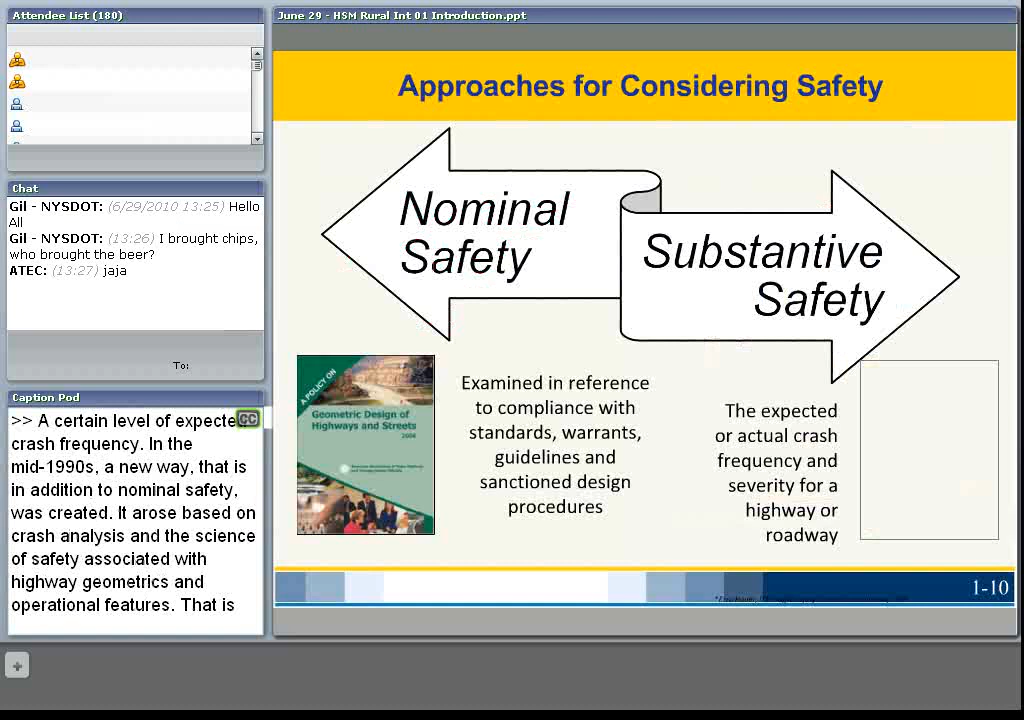 Attendee List (180)
Chat
Gil - NYSDOT: (6/29/2010 13:25) Hello
All
Gil - NYSDOT: (13:26) I brought chips,
who brought the beer?
ATEC: (13:27) jaja
To:
Caption Pod
>> A certain level of expecte
CC
crash frequency. In the
mid-1990s, a new way, that is
in addition to nominal safety,
was created. It arose based on
crash analysis and the science
of safety associated with
highway geometrics and
operational features. That is
June 29 - HSM Rural Int 01 Introduction.ppt
Approaches for Considering Safety
Nominal
Safety
Substantive
Safety
A POLICY ON
Geometric Design of
Highways and Streets
2004
Examined in reference
to compliance with
standards, warrants,
guidelines and
sanctioned design
procedures
The expected
or actual crash
frequency and
severity for a
highway or
roadway
1-10